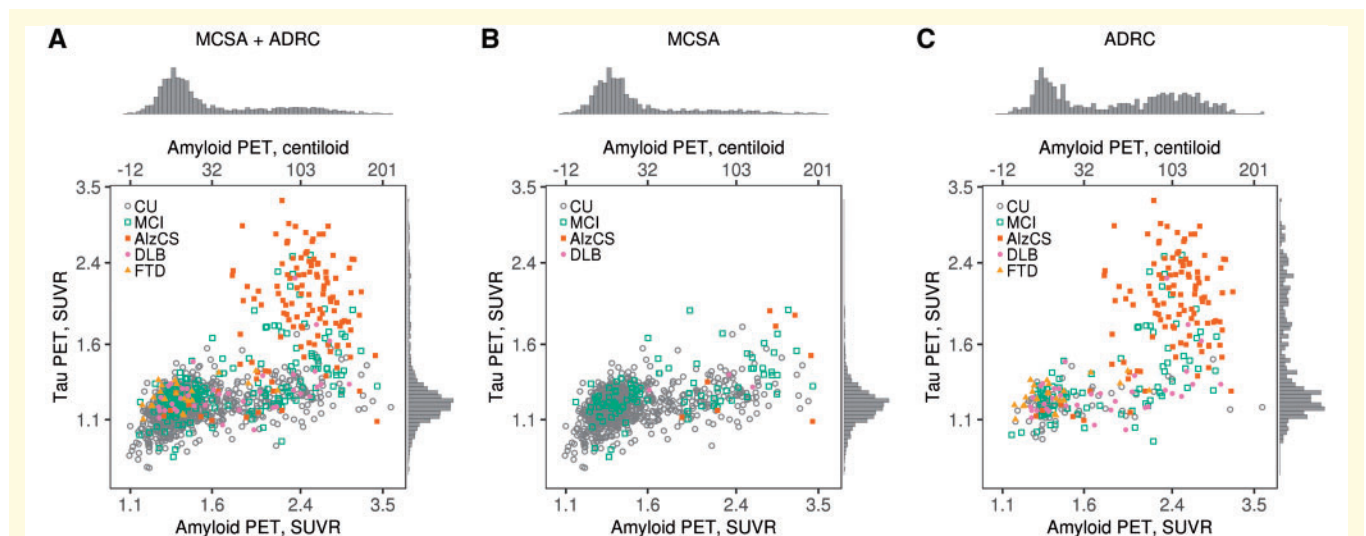 A MCSA + ADRC
Amyloid PET, centiloid
-12 32 103 201
3.5
2.4
1.6
1.1
Tau PET, SUVR
CU
MCI
AlzCS
DLB
FTD
1.1 1.6 2.4 3.5
Amyloid PET, SUVR
B MCSA
Amyloid PET, centiloid
-12 32 103 201
3.5
2.4
1.6
1.1
Tau PET, SUVR
CU
MCI
AlzCS
DLB
1.1 1.6 2.4 3.5
Amyloid PET, SUVR
C ADRC
Amyloid PET, centiloid
-12 32 103 201
3.5
2.4
1.6
1.1
Tau PET, SUVR
CU
MCI
AlzCS
DLB
FTD
1.1 1.6 2.4 3.5
Amyloid PET, SUVR